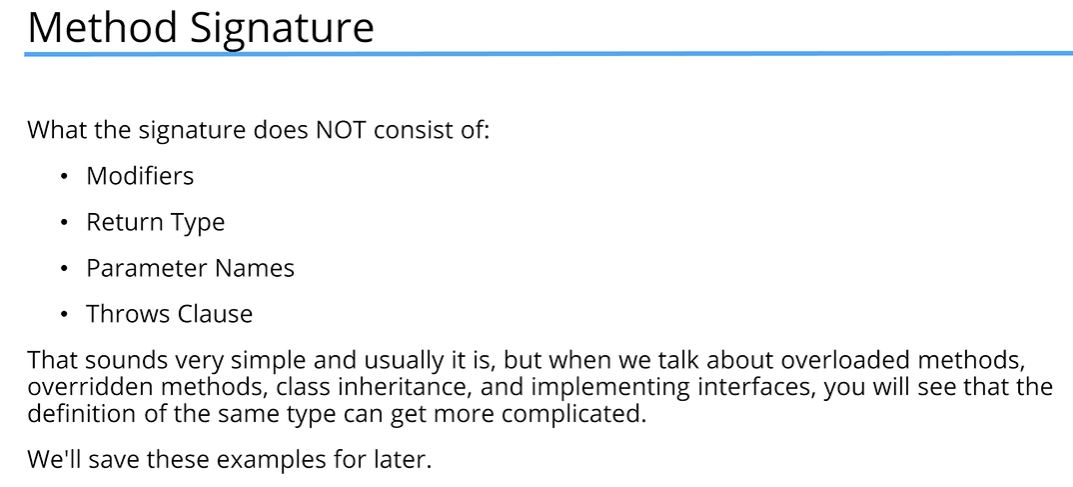 Method Signature
What the signature does NOT consist of:
• Modifiers
• Return Type
• Parameter Names
• Throws Clause
That sounds very simple and usually it is, but when we talk about overloaded methods,
overridden methods, class inheritance, and implementing interfaces, you will see that the
definition of the same type can get more complicated.
We'll save these examples for later.